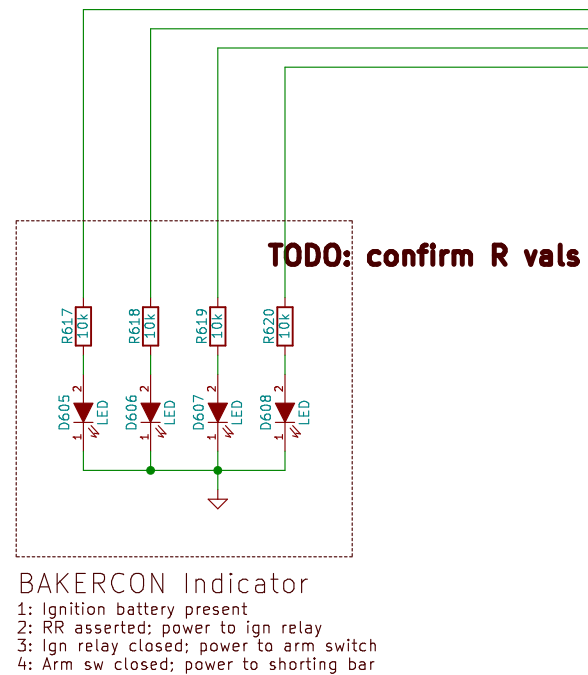 TODO: confirm R vals
R617 10k R618 10k R619 10k R620 10k
2 2 2 2
D605 LED D606 LED D607 LED D608 LED
1 1 1 1
BAKERCON Indicator
1: Ignition battery present
2: RR asserted; power to ign relay
3: Ign relay closed; power to arm switch
4: Arm sw closed; power to shorting bar